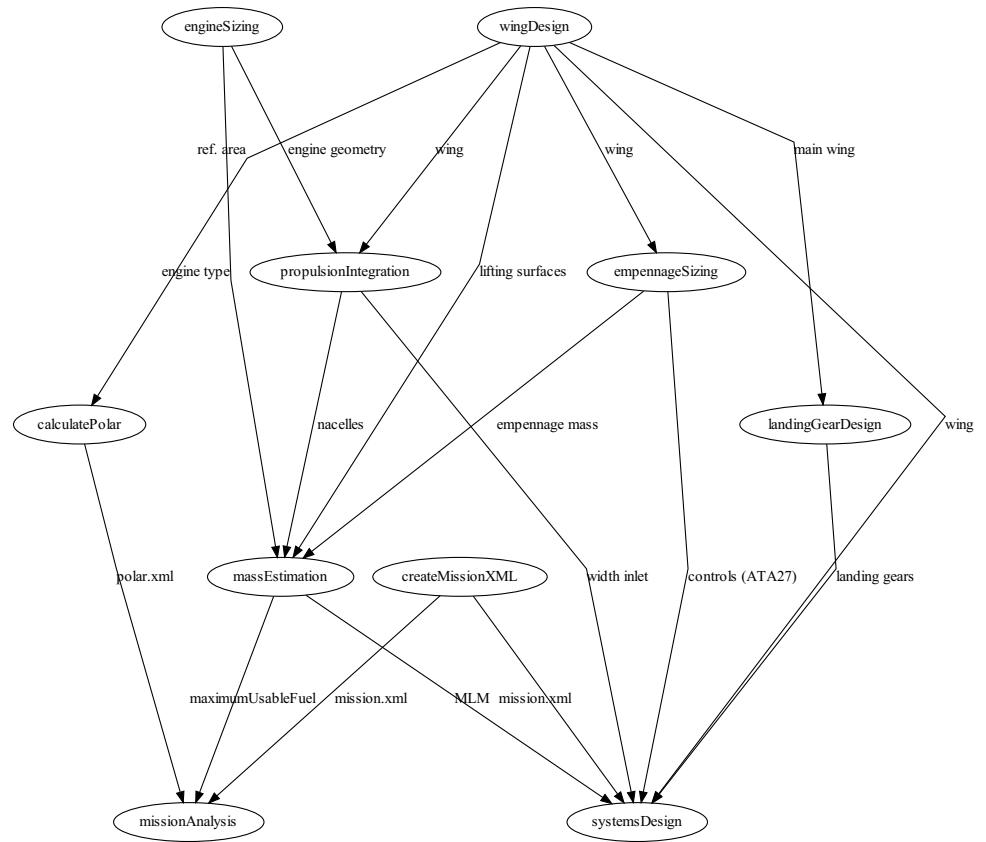 engineSizing
wingDesign
ref. area
engine geometry
wing
wing
main wing
engine type
propulsionIntegration
lifting surfaces
empennageSizing
calculatePolar
nacelles
empennage mass
landingGearDesign
wing
polar.xml
massEstimation
createMissionXML
width inlet
controls (ATA27)
landing gears
maximumUsableFuel
mission.xml
MLM
mission.xml
missionAnalysis
systemsDesign